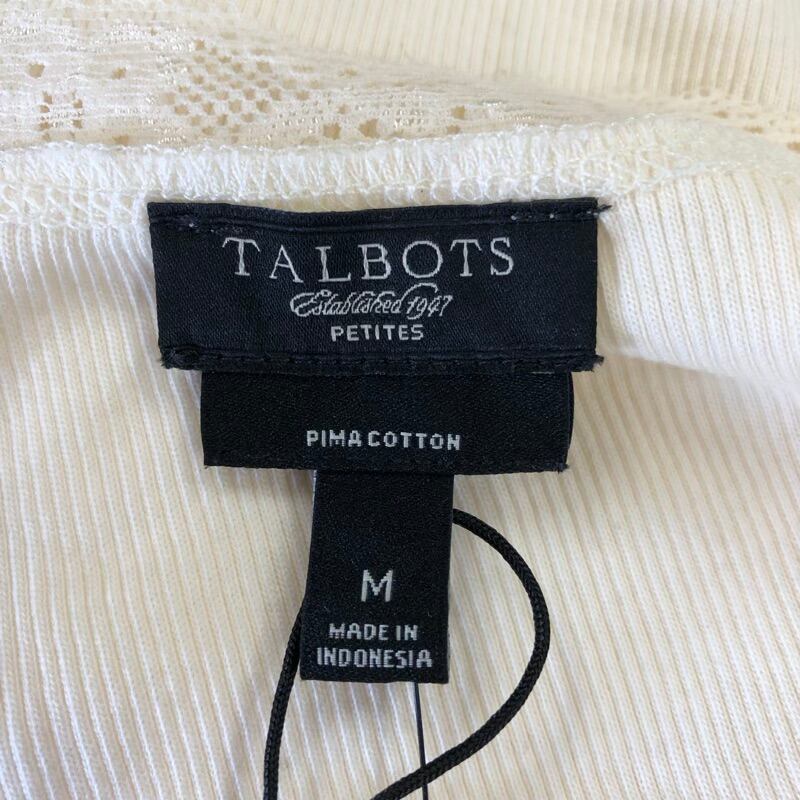 TALBOTS
Established 1947
PETITES
PIMA COTTON
M
MADE IN
INDONESIA